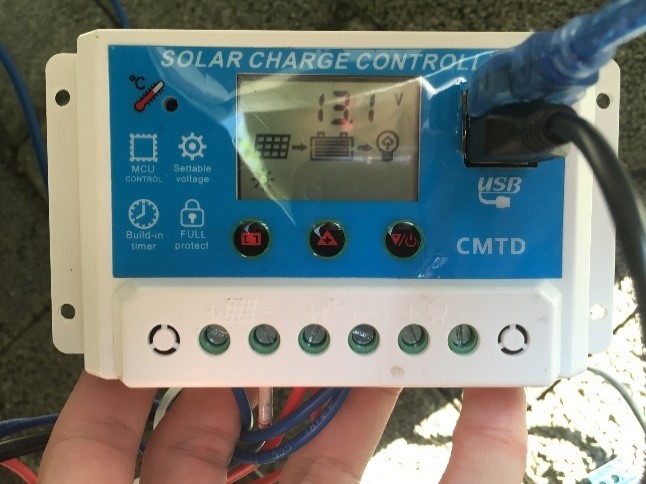 SOLAR CHARGE CONTROLL
°C
13.1 V
MCU
CONTROL
Settable
voltage
Build-in
timer
FULL
protect
USB
CMTD
+ -
+ -
+ -